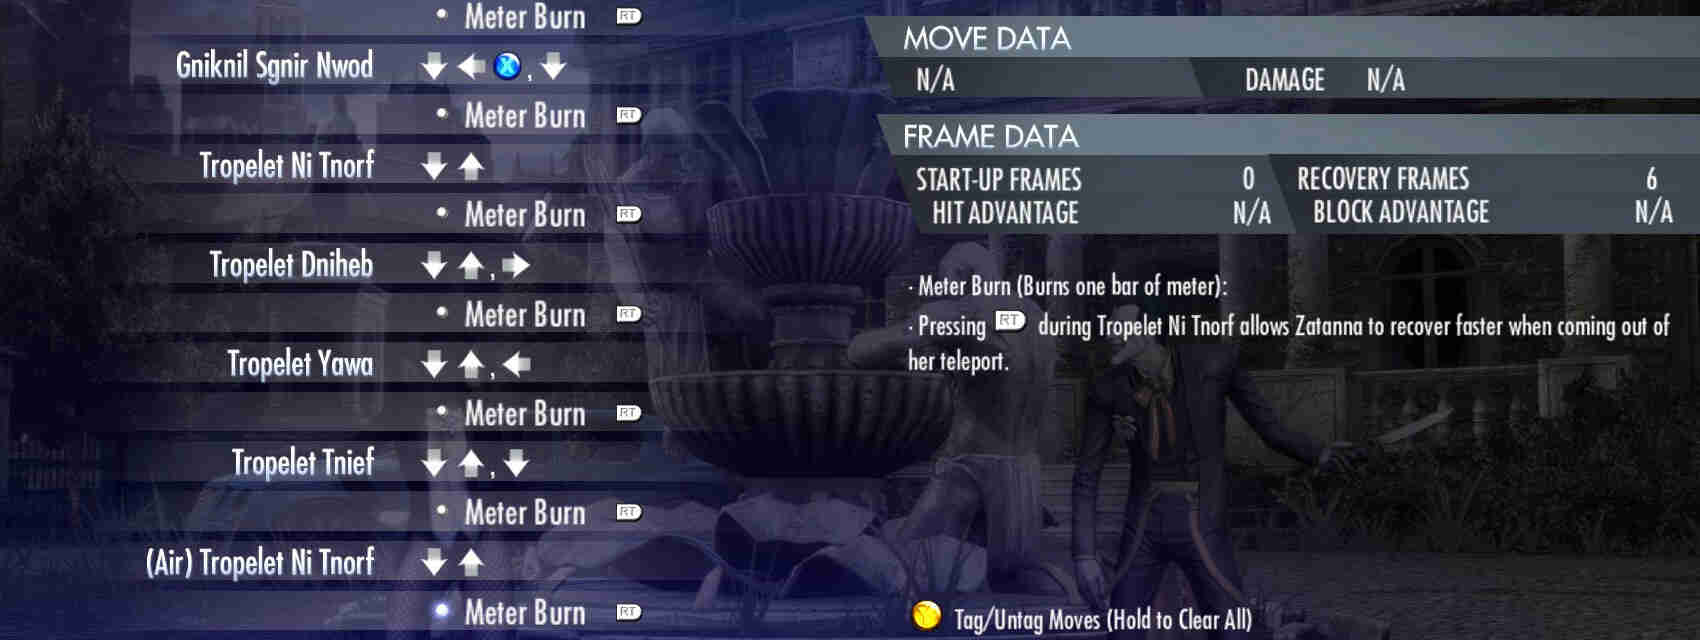 Meter Burn RT
Gniknil Sgnir Nwod X ,
Meter Burn RT
Tropelet Ni Tnorf
Meter Burn RT
Tropelet Dniheb ,
Meter Burn RT
Tropelet Yawa ,
Meter Burn RT
Tropelet Tnief ,
Meter Burn RT
(Air) Tropelet Ni Tnorf
Meter Burn RT
MOVE DATA
N/A DAMAGE N/A
FRAME DATA
START-UP FRAMES 0 RECOVERY FRAMES 6
HIT ADVANTAGE N/A BLOCK ADVANTAGE N/A
· Meter Burn (Burns one bar of meter):
· Pressing RT during Tropelet Ni Tnorf allows Zatanna to recover faster when coming out of
her teleport.
Y Tag/Untag Moves (Hold to Clear All)